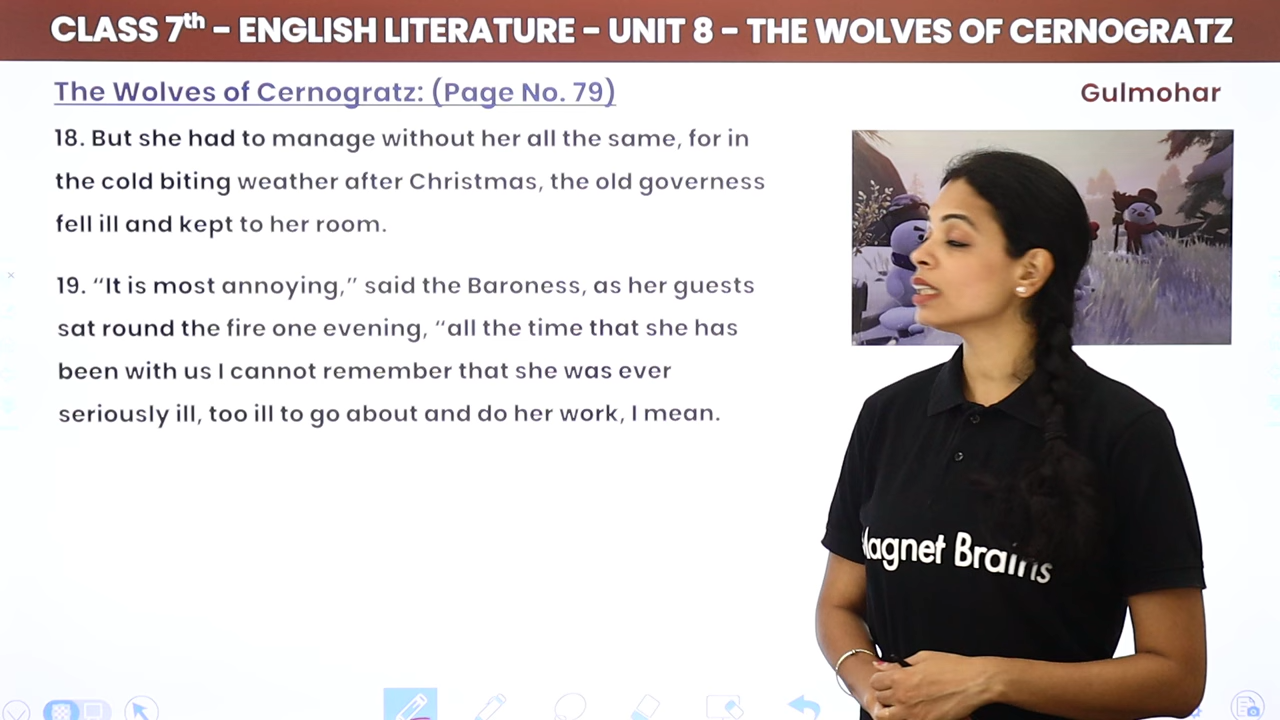 CLASS 7th – ENGLISH LITERATURE – UNIT 8 – THE WOLVES OF CERNOGRATZ
The Wolves of Cernogratz: (Page No. 79)
Gulmohar
18. But she had to manage without her all the same, for in
the cold biting weather after Christmas, the old governess
fell ill and kept to her room.
19. “It is most annoying,” said the Baroness, as her guests
sat round the fire one evening, “all the time that she has
been with us I cannot remember that she was ever
seriously ill, too ill to go about and do her work, I mean.
Magnet Brains